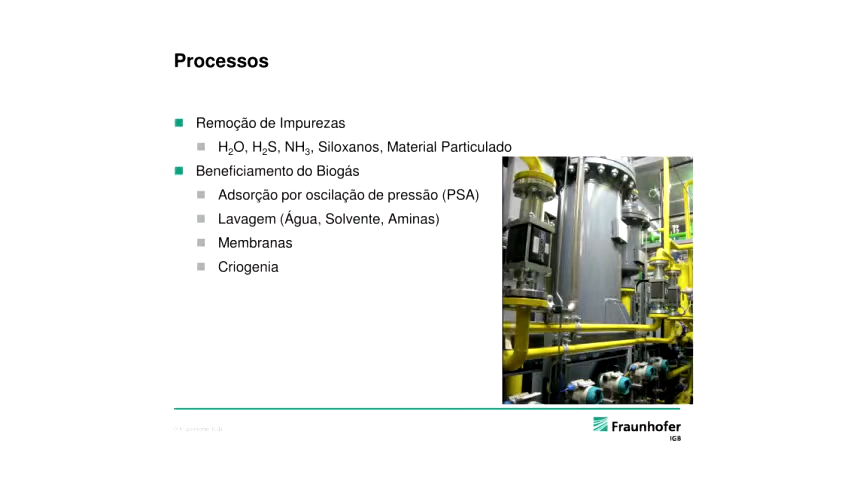 Processos
Remoção de Impurezas
H₂O, H₂S, NH₃, Siloxanos, Material Particulado
Beneficiamento do Biogás
Adsorção por oscilação de pressão (PSA)
Lavagem (Água, Solvente, Aminas)
Membranas
Criogenia
Fraunhofer
IGB